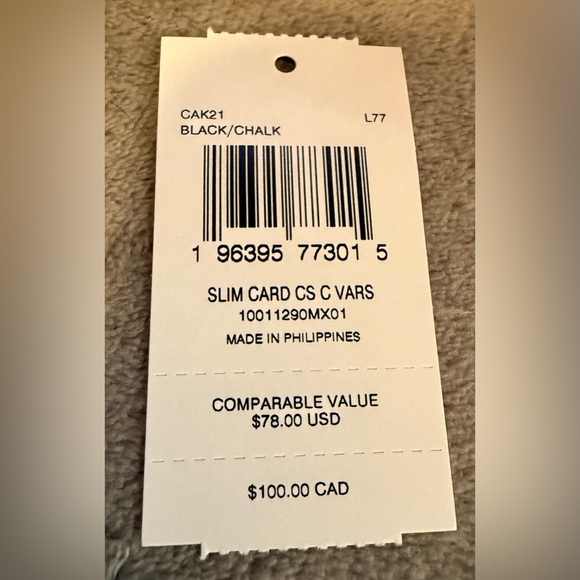 CAK21 L77
BLACK/CHALK
1 96395 77301 5
SLIM CARD CS C VARS
10011290MX01
MADE IN PHILIPPINES
COMPARABLE VALUE
$78.00 USD
$100.00 CAD